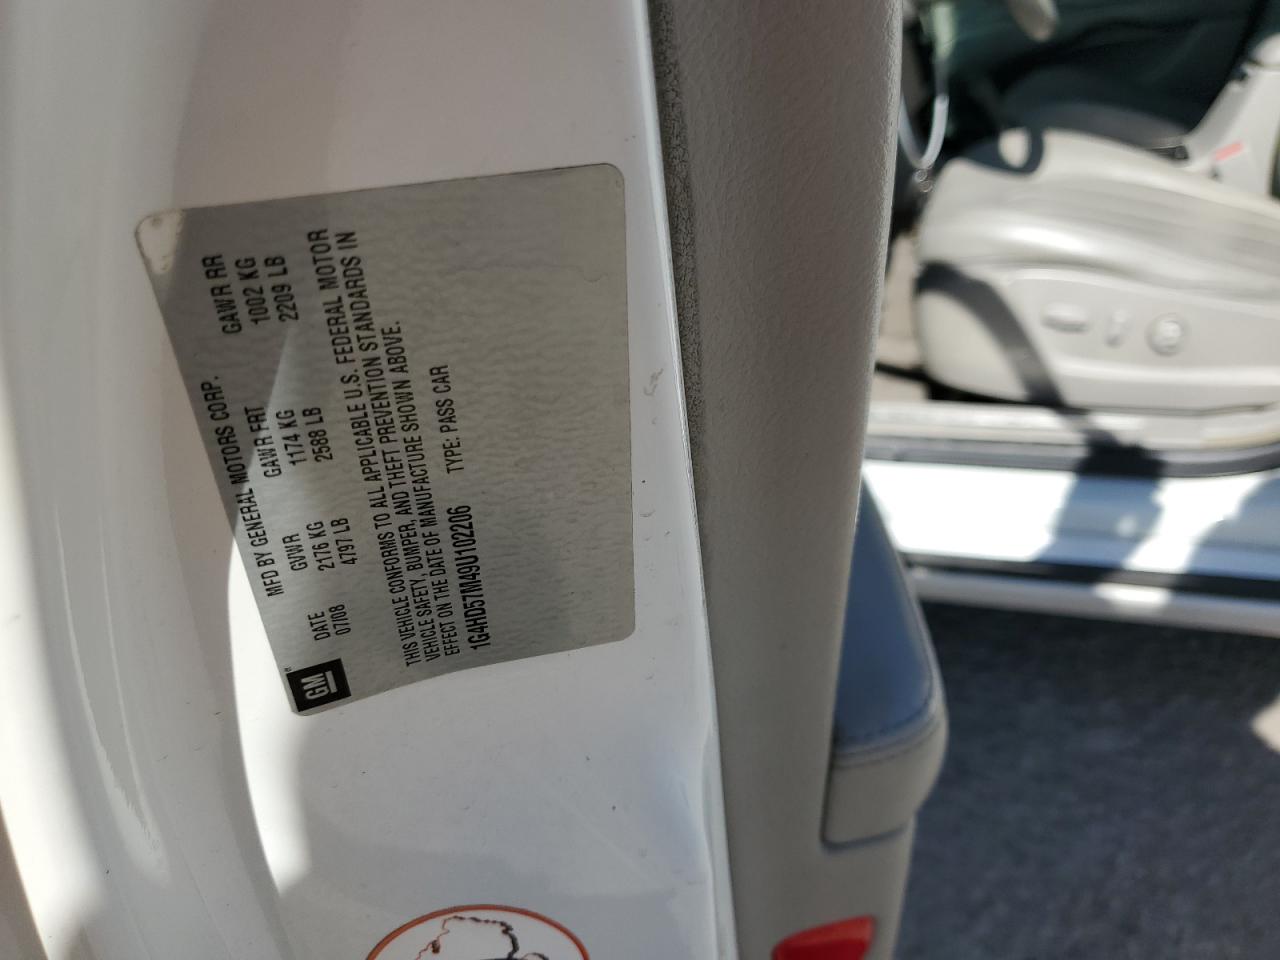 MFD BY GENERAL MOTORS CORP.
DATE GVWR GAWR FRT GAWR RR
07/08 2176 KG 1174 KG 1002 KG
4797 LB 2588 LB 2209 LB
THIS VEHICLE CONFORMS TO ALL APPLICABLE U.S. FEDERAL MOTOR
VEHICLE SAFETY, BUMPER, AND THEFT PREVENTION STANDARDS IN
EFFECT ON THE DATE OF MANUFACTURE SHOWN ABOVE.
1G4HD57M49U102206 TYPE: PASS CAR
GM